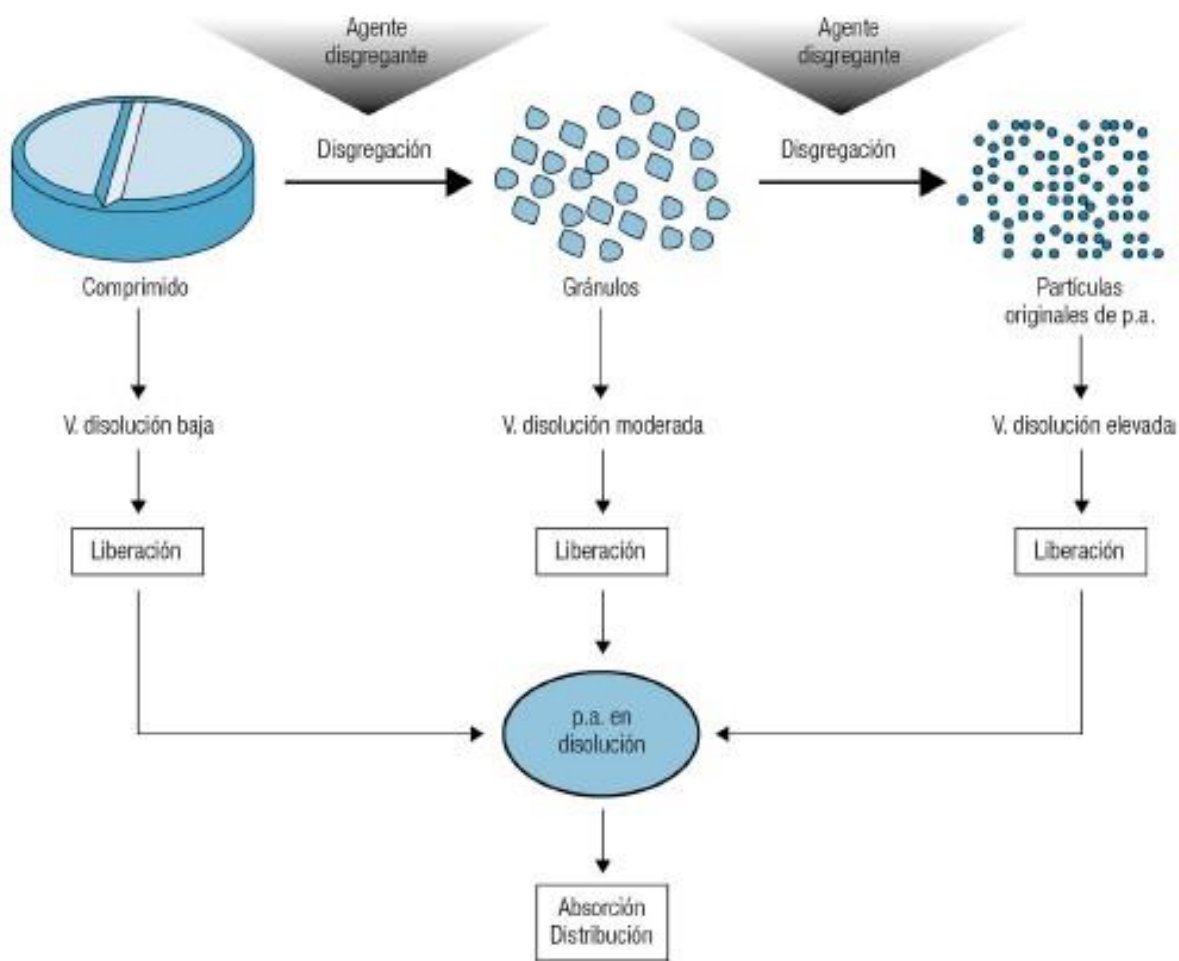 Agente
disgregante
Agente
disgregante
Disgregación
Disgregación
Comprimido
Gránulos
Partículas
originales de p.a.
V. disolución baja
V. disolución moderada
V. disolución elevada
Liberación
Liberación
Liberación
p.a. en
disolución
Absorción
Distribución